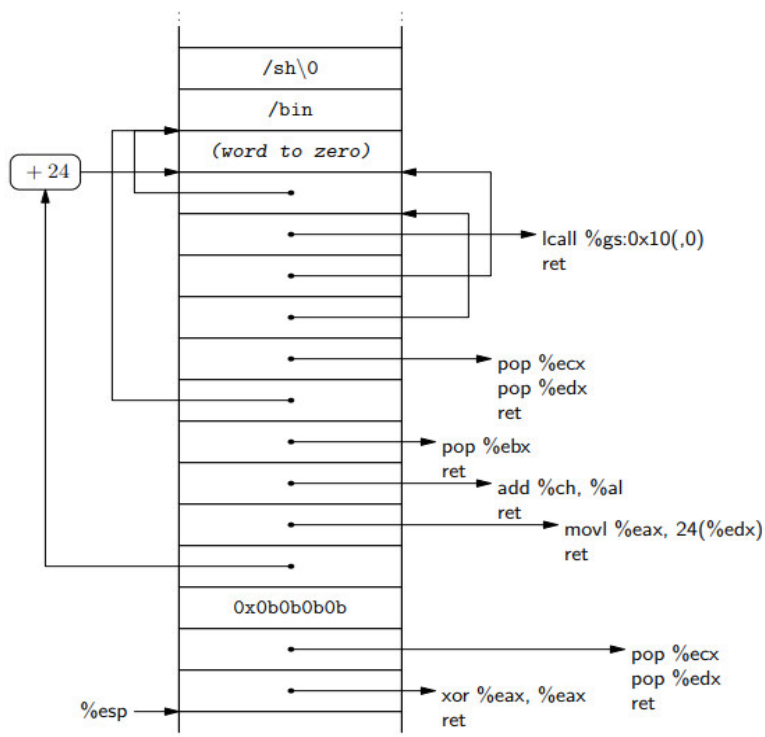 /sh\0
/bin
(word to zero)
+ 24
lcall %gs:0x10(,0)
ret
pop %ecx
pop %edx
ret
pop %ebx
ret
add %ch, %al
ret
movl %eax, 24(%edx)
ret
0x0b0b0b0b
pop %ecx
pop %edx
ret
xor %eax, %eax
ret
%esp